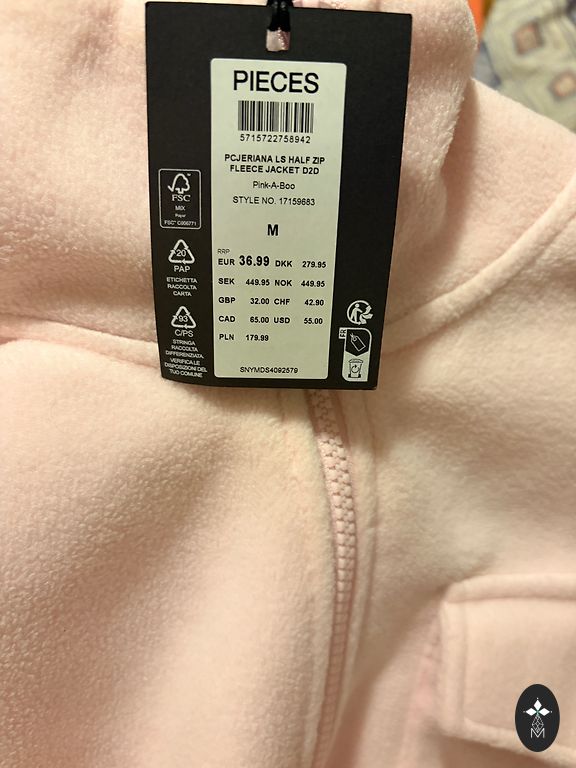 PIECES
5715722758942
PCJERIANA LS HALF ZIP
FLEECE JACKET D2D
Pink-A-Boo
STYLE NO. 17159683
M
RRP
EUR 36.99 DKK 279.95
SEK 449.95 NOK 449.95
GBP 32.00 CHF 42.90
CAD 65.00 USD 55.00
PLN 179.99
SNYMDS4092579
FSC
MIX
Paper
FSC® C006771
20
PAP
ETICHETTA
RACCOLTA
CARTA
93
C/PS
STRINGA
RACCOLTA
DIFFERENZIATA.
VERIFICA LE
DISPOSIZIONI DEL
TUO COMUNE
FR
M